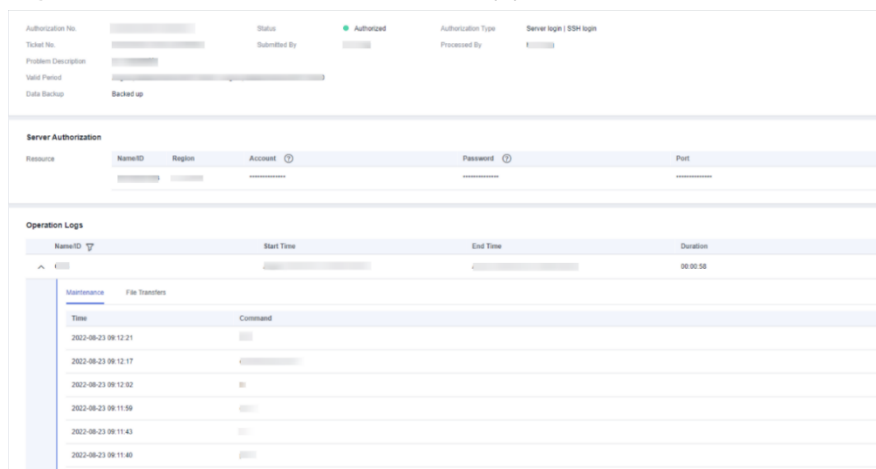 Authorization No. Status Authorized Authorization Type Server login | SSH login
Ticket No. Submitted By Processed By
Problem Description
Valid Period
Data Backup Backed up
Server Authorization
Resource Name/ID Region Account ? Password ? Port
************** ************** **************
Operation Logs
Name/ID Start Time End Time Duration
00:00:58
Maintenance File Transfers
Time Command
2022-08-23 09:12:21
2022-08-23 09:12:17
2022-08-23 09:12:02
2022-08-23 09:11:59
2022-08-23 09:11:43
2022-08-23 09:11:40